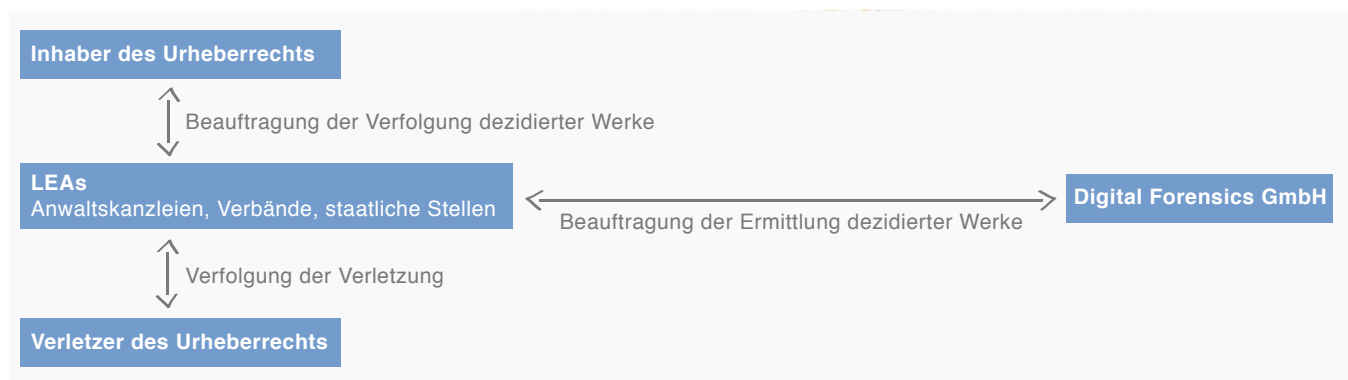 Inhaber des Urheberrechts
Beauftragung der Verfolgung dezidierter Werke
LEAs
Anwaltskanzleien, Verbände, staatliche Stellen
Digital Forensics GmbH
Beauftragung der Ermittlung dezidierter Werke
Verfolgung der Verletzung
Verletzer des Urheberrechts